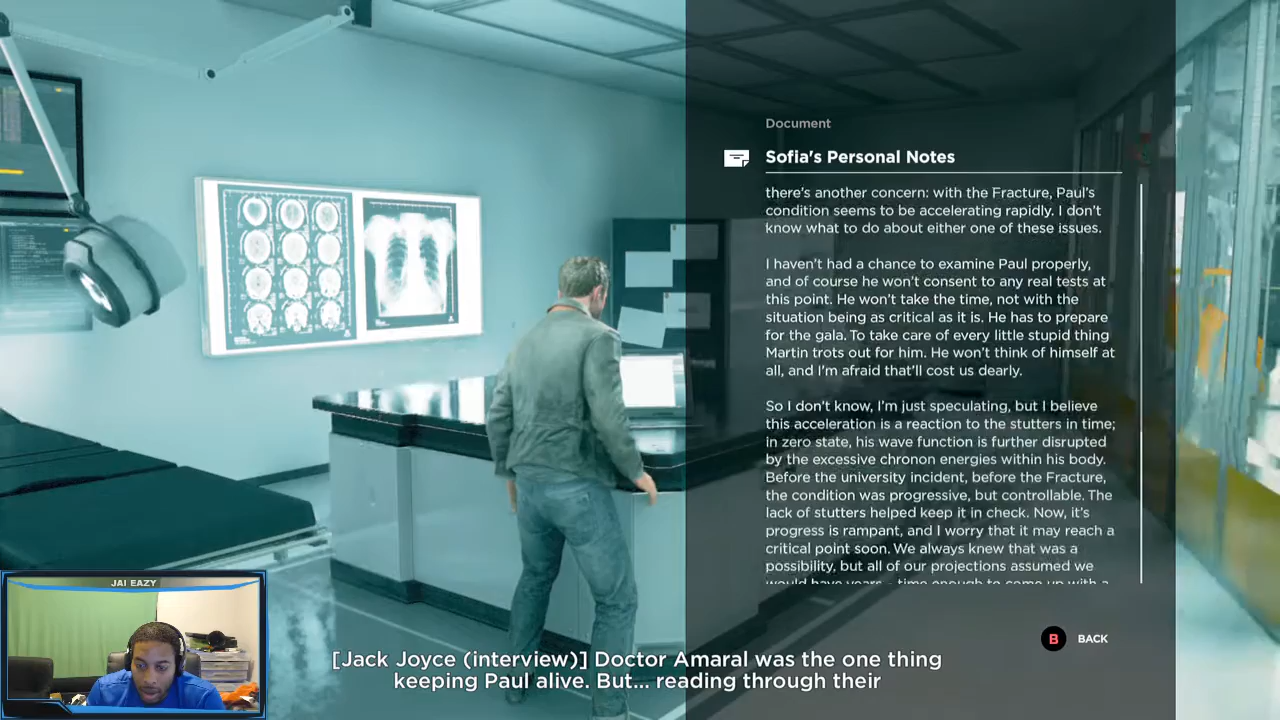 Document
Sofia's Personal Notes
there's another concern: with the Fracture, Paul's
condition seems to be accelerating rapidly. I don't
know what to do about either one of these issues.
I haven't had a chance to examine Paul properly,
and of course he won't consent to any real tests at
this point. He won't take the time, not with the
situation being as critical as it is. He has to prepare
for the gala. To take care of every little stupid thing
Martin trots out for him. He won't think of himself at
all, and I'm afraid that'll cost us dearly.
So I don't know, I'm just speculating, but I believe
this acceleration is a reaction to the stutters in time;
in zero state, his wave function is further disrupted
by the excessive chronon energies within his body.
Before the university incident, before the Fracture,
the condition was progressive, but controllable. The
lack of stutters helped keep it in check. Now, it's
progress is rampant, and I worry that it may reach a
critical point soon. We always knew that was a
possibility, but all of our projections assumed we
would have years - time enough to come up with a
B BACK
JAI EAZY
[Jack Joyce (interview)] Doctor Amaral was the one thing
keeping Paul alive. But... reading through their